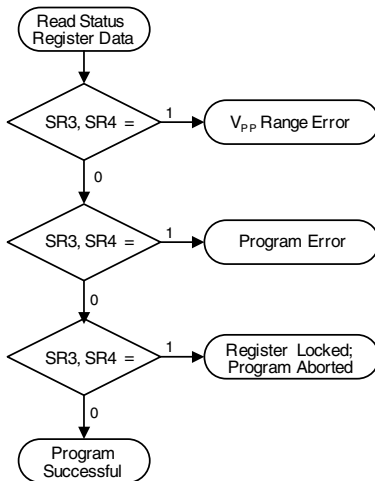 Read Status
Register Data
SR3, SR4 =
1
V_PP Range Error
0
SR3, SR4 =
1
Program Error
0
SR3, SR4 =
1
Register Locked;
Program Aborted
0
Program
Successful